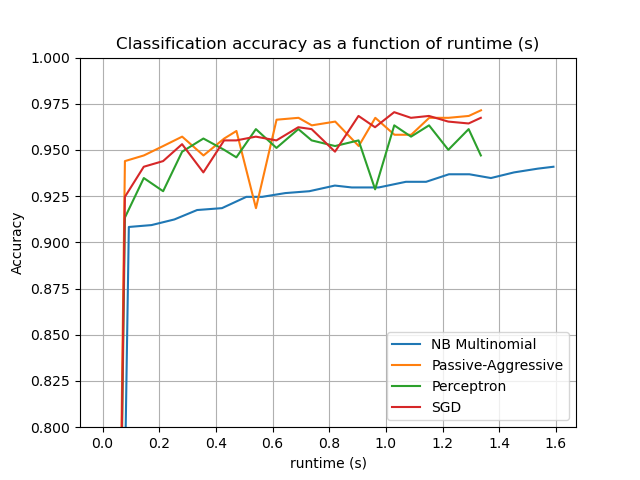 Classification accuracy as a function of runtime (s)
1.000
0.975
0.950
0.925
0.900
0.875
0.850
0.825
0.800
Accuracy
NB Multinomial
Passive-Aggressive
Perceptron
SGD
0.0 0.2 0.4 0.6 0.8 1.0 1.2 1.4 1.6
runtime (s)